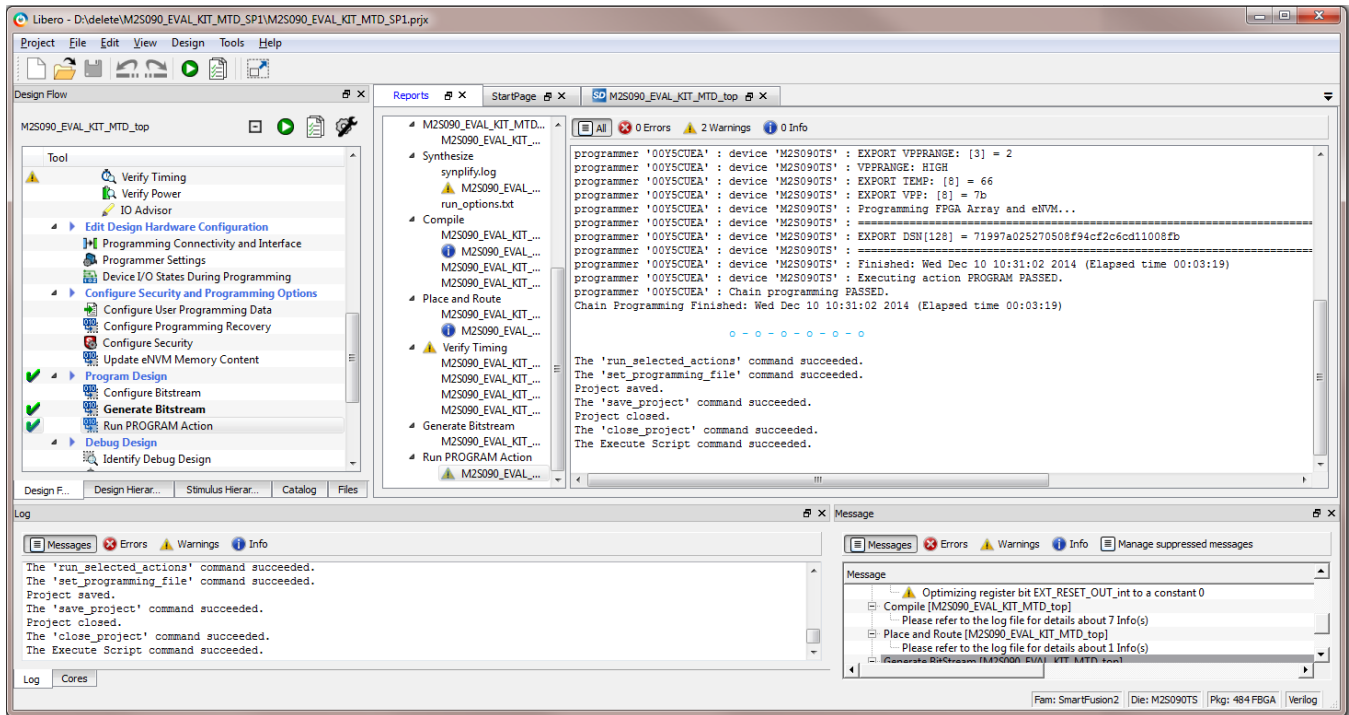 Libero - D:\delete\M2S090_EVAL_KIT_MTD_SP1\M2S090_EVAL_KIT_MTD_SP1.prjx
Project File Edit View Design Tools Help
Design Flow
M2S090_EVAL_KIT_MTD_top
Tool
Verify Timing
Verify Power
IO Advisor
Edit Design Hardware Configuration
Programming Connectivity and Interface
Programmer Settings
Device I/O States During Programming
Configure Security and Programming Options
Configure User Programming Data
Configure Programming Recovery
Configure Security
Update eNVM Memory Content
Program Design
Configure Bitstream
Generate Bitstream
Run PROGRAM Action
Debug Design
Identify Debug Design
Design F... Design Hierar... Stimulus Hierar... Catalog Files
Reports StartPage SD M2S090_EVAL_KIT_MTD_top
M2S090_EVAL_KIT_MTD...
M2S090_EVAL_KIT_...
Synthesize
synplify.log
M2S090_EVAL_...
run_options.txt
Compile
M2S090_EVAL_KIT_...
M2S090_EVAL_...
M2S090_EVAL_KIT_...
M2S090_EVAL_KIT_...
Place and Route
M2S090_EVAL_KIT_...
M2S090_EVAL_...
Verify Timing
M2S090_EVAL_KIT_...
M2S090_EVAL_KIT_...
M2S090_EVAL_KIT_...
M2S090_EVAL_KIT_...
Generate Bitstream
M2S090_EVAL_KIT_...
Run PROGRAM Action
M2S090_EVAL_...
All 0 Errors 2 Warnings 0 Info
programmer '00Y5CUEA' : device 'M2S090TS' : EXPORT VPPRANGE: [3] = 2
programmer '00Y5CUEA' : device 'M2S090TS' : VPPRANGE: HIGH
programmer '00Y5CUEA' : device 'M2S090TS' : EXPORT TEMP: [8] = 66
programmer '00Y5CUEA' : device 'M2S090TS' : EXPORT VPP: [8] = 7b
programmer '00Y5CUEA' : device 'M2S090TS' : Programming FPGA Array and eNVM...
programmer '00Y5CUEA' : device 'M2S090TS' : ==================================================================
programmer '00Y5CUEA' : device 'M2S090TS' : EXPORT DSN[128] = 71997a025270508f94cf2c6cd11008fb
programmer '00Y5CUEA' : device 'M2S090TS' : ==================================================================
programmer '00Y5CUEA' : device 'M2S090TS' : Finished: Wed Dec 10 10:31:02 2014 (Elapsed time 00:03:19)
programmer '00Y5CUEA' : device 'M2S090TS' : Executing action PROGRAM PASSED.
programmer '00Y5CUEA' : Chain programming PASSED.
Chain Programming Finished: Wed Dec 10 10:31:02 2014 (Elapsed time 00:03:19)
o - o - o - o - o - o
The 'run_selected_actions' command succeeded.
The 'set_programming_file' command succeeded.
Project saved.
The 'save_project' command succeeded.
Project closed.
The 'close_project' command succeeded.
The Execute Script command succeeded.
Log
Messages Errors Warnings Info
The 'run_selected_actions' command succeeded.
The 'set_programming_file' command succeeded.
Project saved.
The 'save_project' command succeeded.
Project closed.
The 'close_project' command succeeded.
The Execute Script command succeeded.
Log Cores
Message
Messages Errors Warnings Info Manage suppressed messages
Message
Optimizing register bit EXT_RESET_OUT_int to a constant 0
Compile [M2S090_EVAL_KIT_MTD_top]
Please refer to the log file for details about 7 Info(s)
Place and Route [M2S090_EVAL_KIT_MTD_top]
Please refer to the log file for details about 1 Info(s)
Generate BitStream [M2S090_EVAL_KIT_MTD_top]
Fam: SmartFusion2 Die: M2S090TS Pkg: 484 FBGA Verilog